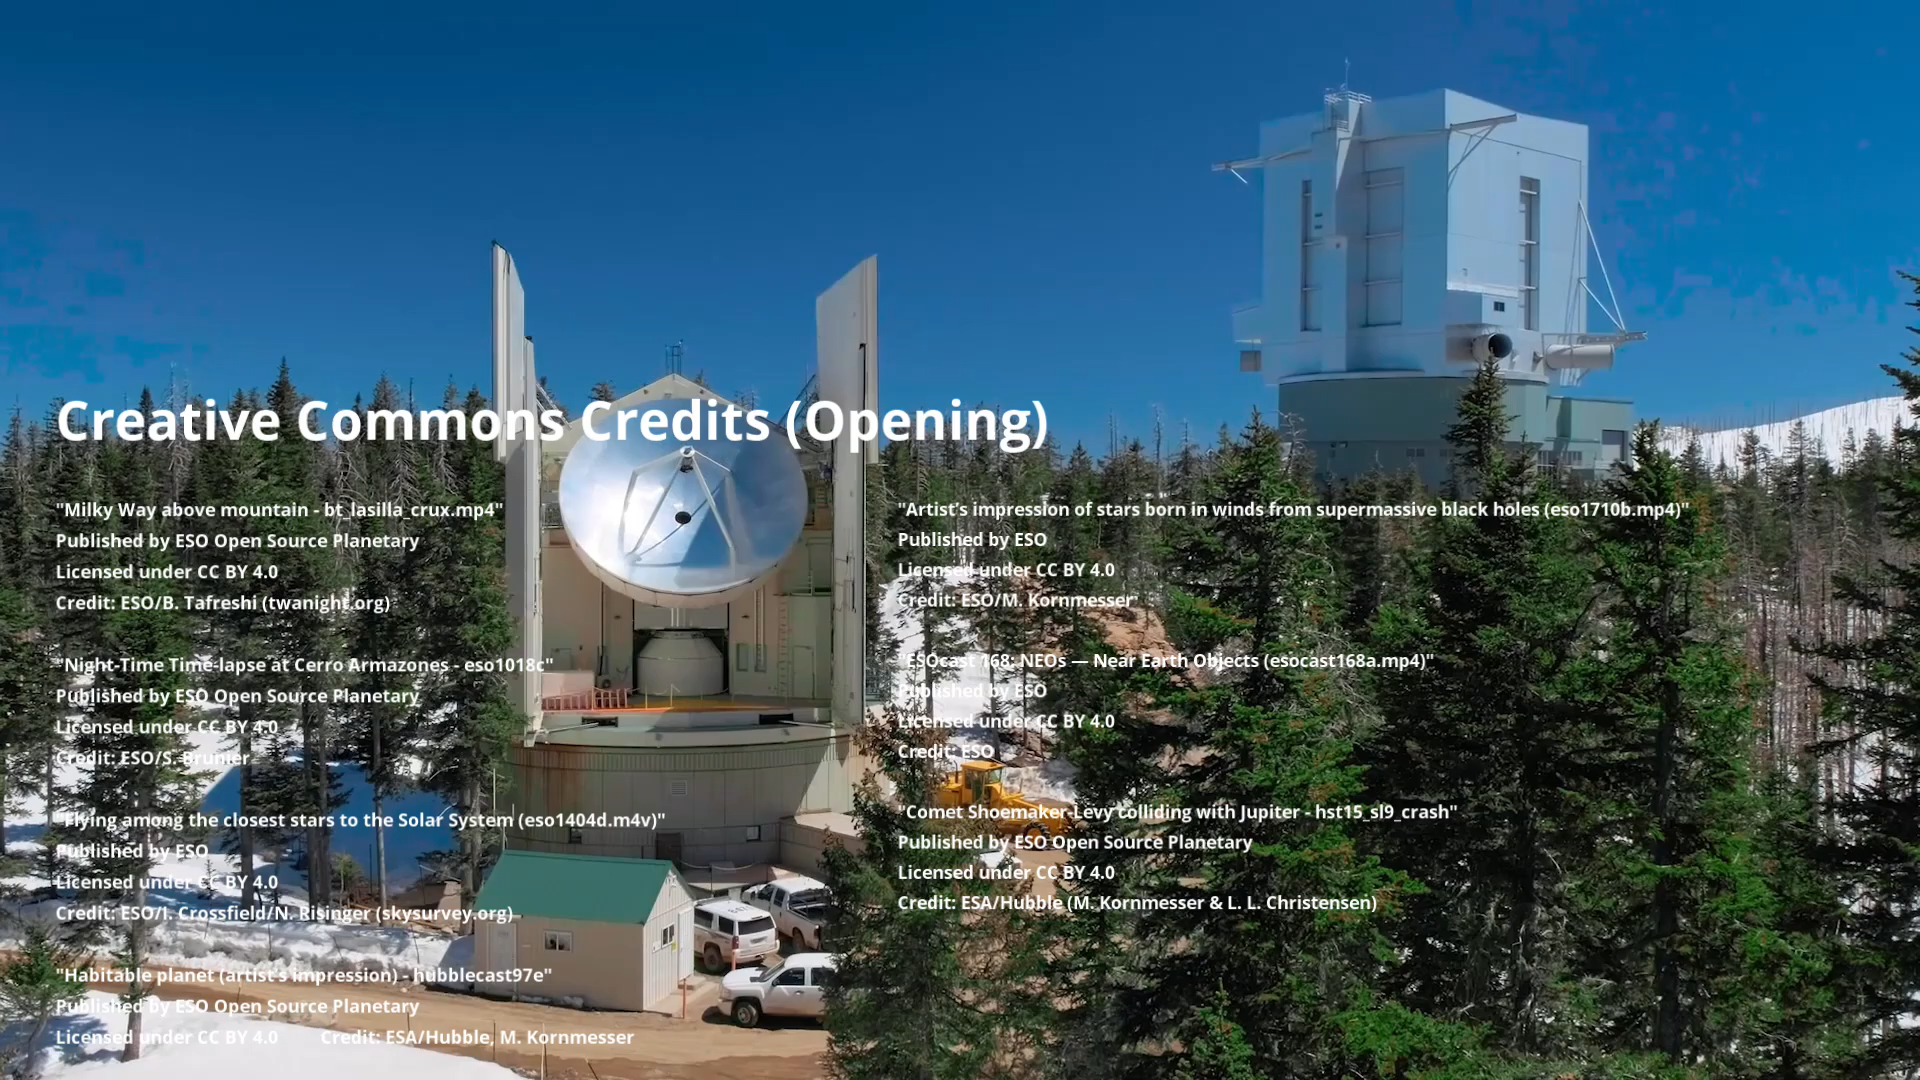 Creative Commons Credits (Opening)
"Milky Way above mountain - bt_lasilla_crux.mp4"
Published by ESO Open Source Planetary
Licensed under CC BY 4.0
Credit: ESO/B. Tafreshi (twanight.org)
"Night-Time Time-lapse at Cerro Armazones - eso1018c"
Published by ESO Open Source Planetary
Licensed under CC BY 4.0
Credit: ESO/S. Brunier
"Flying among the closest stars to the Solar System (eso1404d.m4v)"
Published by ESO
Licensed under CC BY 4.0
Credit: ESO/I. Crossfield/N. Risinger (skysurvey.org)
"Habitable planet (artist's impression) - hubblecast97e"
Published by ESO Open Source Planetary
Licensed under CC BY 4.0 Credit: ESA/Hubble, M. Kornmesser
"Artist's impression of stars born in winds from supermassive black holes (eso1710b.mp4)"
Published by ESO
Licensed under CC BY 4.0
Credit: ESO/M. Kornmesser
"ESOcast 168: NEOs — Near Earth Objects (esocast168a.mp4)"
Published by ESO
Licensed under CC BY 4.0
Credit: ESO
"Comet Shoemaker-Levy colliding with Jupiter - hst15_sl9_crash"
Published by ESO Open Source Planetary
Licensed under CC BY 4.0
Credit: ESA/Hubble (M. Kornmesser & L. L. Christensen)